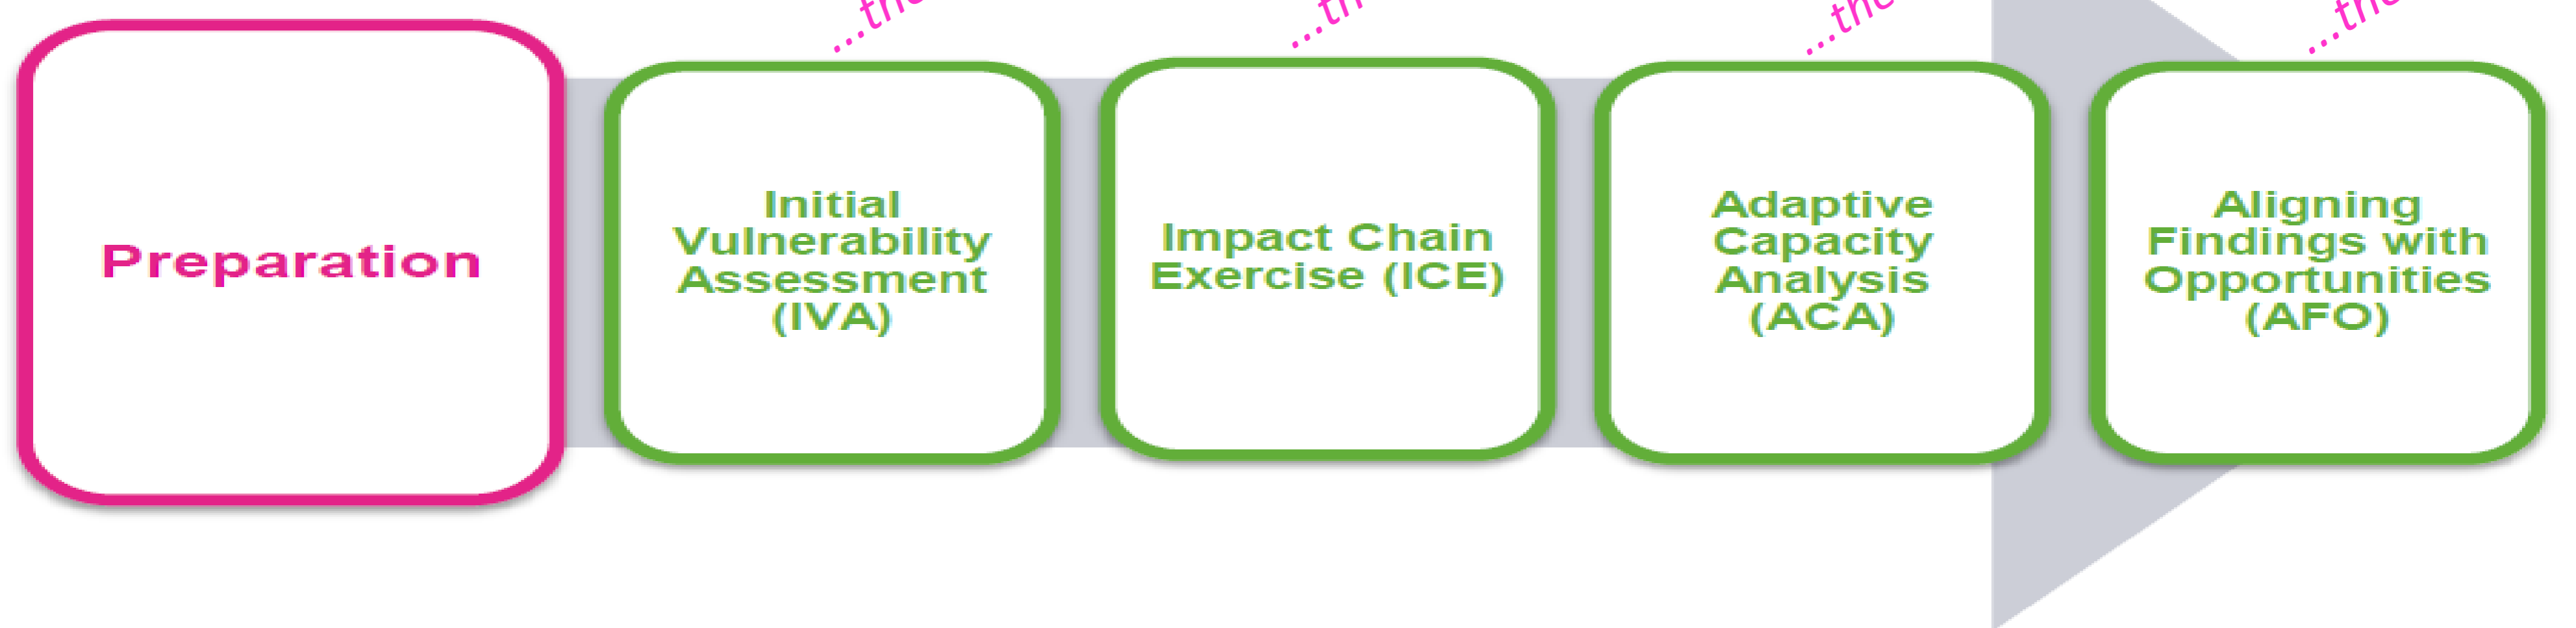 Preparation
Initial
Vulnerability
Assessment
(IVA)
Impact Chain
Exercise (ICE)
Adaptive
Capacity
Analysis
(ACA)
Aligning
Findings with
Opportunities
(AFO)